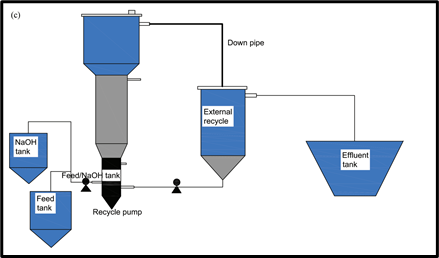 (c)
Down pipe
External
recycle
NaOH
tank
Feed/NaOH tank
Effluent
tank
Feed
tank
Recycle pump